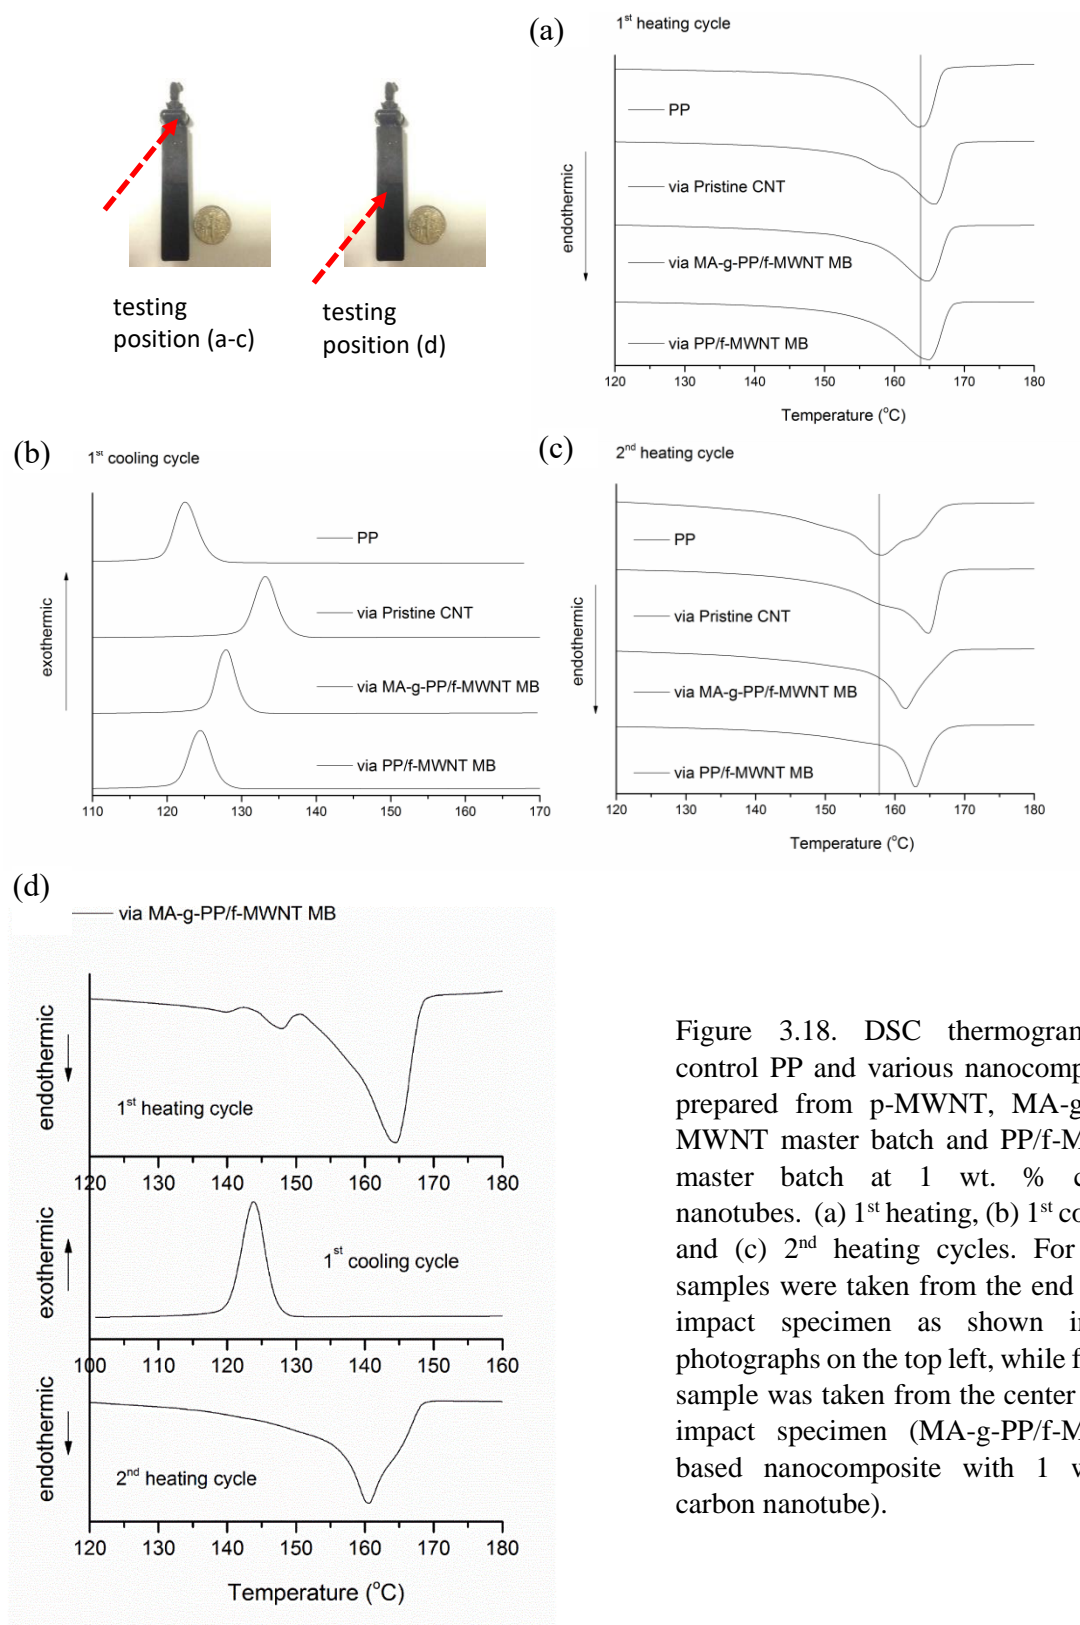 (a)
1st heating cycle
PP
via Pristine CNT
via MA-g-PP/f-MWNT MB
via PP/f-MWNT MB
endothermic
120 130 140 150 160 170 180
Temperature (°C)
testing
position (a-c)
testing
position (d)
(b)
1st cooling cycle
PP
via Pristine CNT
via MA-g-PP/f-MWNT MB
via PP/f-MWNT MB
exothermic
110 120 130 140 150 160 170
(c)
2nd heating cycle
PP
via Pristine CNT
via MA-g-PP/f-MWNT MB
via PP/f-MWNT MB
endothermic
120 130 140 150 160 170 180
Temperature (°C)
(d)
via MA-g-PP/f-MWNT MB
endothermic
1st heating cycle
120 130 140 150 160 170 180
exothermic
1st cooling cycle
100 110 120 130 140 150 160
endothermic
2nd heating cycle
120 130 140 150 160 170 180
Temperature (°C)
Figure 3.18. DSC thermogram
control PP and various nanocomp
prepared from p-MWNT, MA-g
MWNT master batch and PP/f-M
master batch at 1 wt. % c
nanotubes. (a) 1st heating, (b) 1st co
and (c) 2nd heating cycles. For
samples were taken from the end
impact specimen as shown i
photographs on the top left, while f
sample was taken from the center
impact specimen (MA-g-PP/f-M
based nanocomposite with 1 w
carbon nanotube).